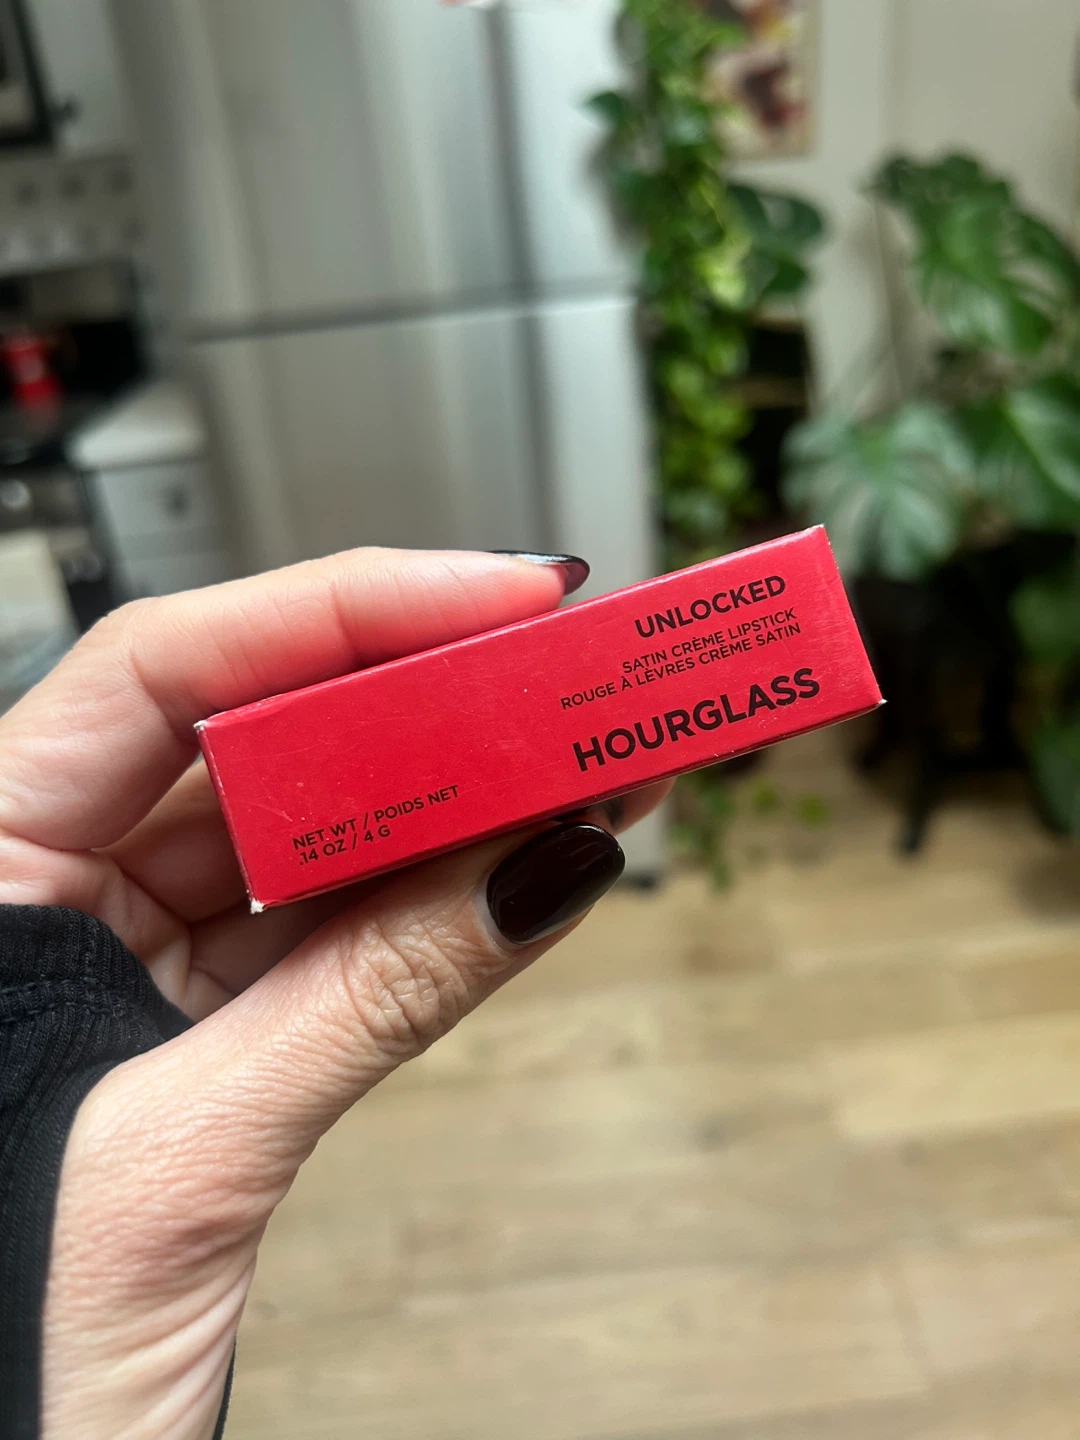 UNLOCKED
SATIN CRÈME LIPSTICK
ROUGE À LÈVRES CRÈME SATIN
HOURGLASS
NET WT / POIDS NET
.14 OZ / 4 G